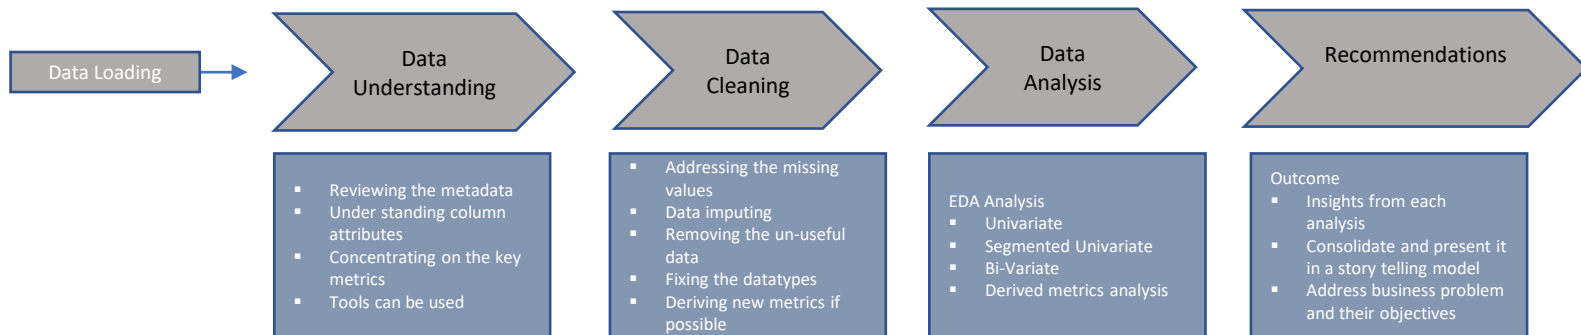 Data Loading
Data
Understanding
Data
Cleaning
Data
Analysis
Recommendations
▪ Reviewing the metadata
▪ Under standing column
attributes
▪ Concentrating on the key
metrics
▪ Tools can be used
▪ Addressing the missing
values
▪ Data imputing
▪ Removing the un-useful
data
▪ Fixing the datatypes
▪ Deriving new metrics if
possible
EDA Analysis
▪ Univariate
▪ Segmented Univariate
▪ Bi-Variate
▪ Derived metrics analysis
Outcome
▪ Insights from each
analysis
▪ Consolidate and present it
in a story telling model
▪ Address business problem
and their objectives